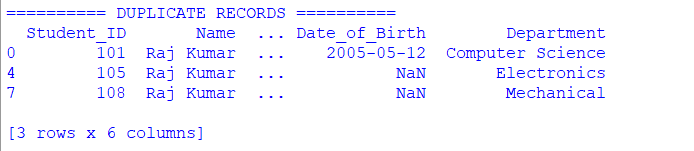 ========== DUPLICATE RECORDS ==========
  Student_ID       Name  ... Date_of_Birth        Department
0        101  Raj Kumar  ...    2005-05-12  Computer Science
4        105  Raj Kumar  ...           NaN       Electronics
7        108  Raj Kumar  ...           NaN        Mechanical
[3 rows x 6 columns]